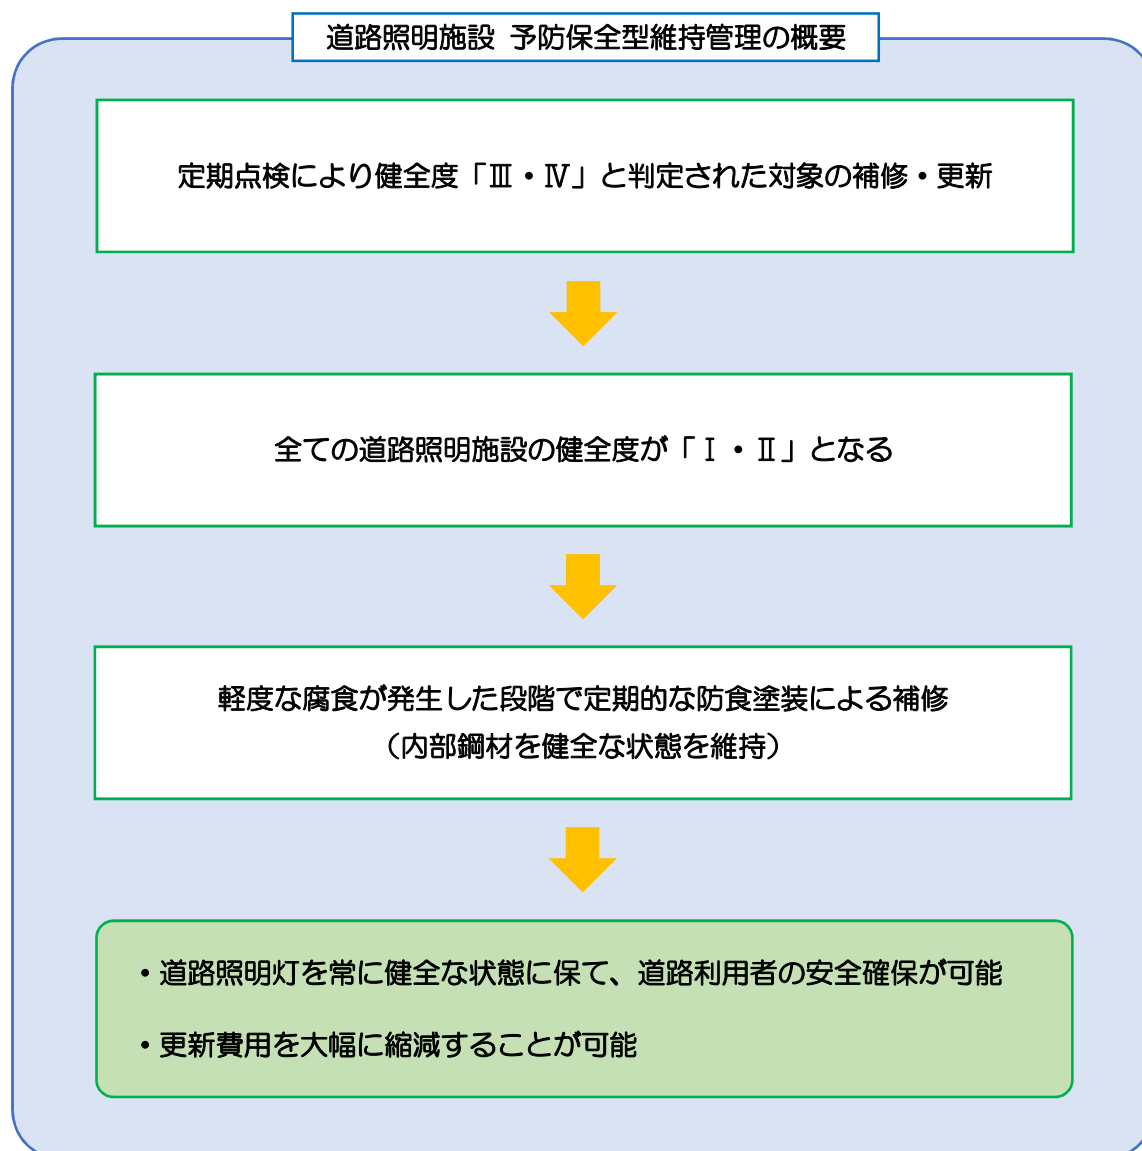 道路照明施設 予防保全型維持管理の概要
定期点検により健全度「Ⅲ・Ⅳ」と判定された対象の補修・更新
全ての道路照明施設の健全度が「Ⅰ・Ⅱ」となる
軽度な腐食が発生した段階で定期的な防食塗装による補修
（内部鋼材を健全な状態を維持）
・道路照明灯を常に健全な状態に保て、道路利用者の安全確保が可能
・更新費用を大幅に縮減することが可能